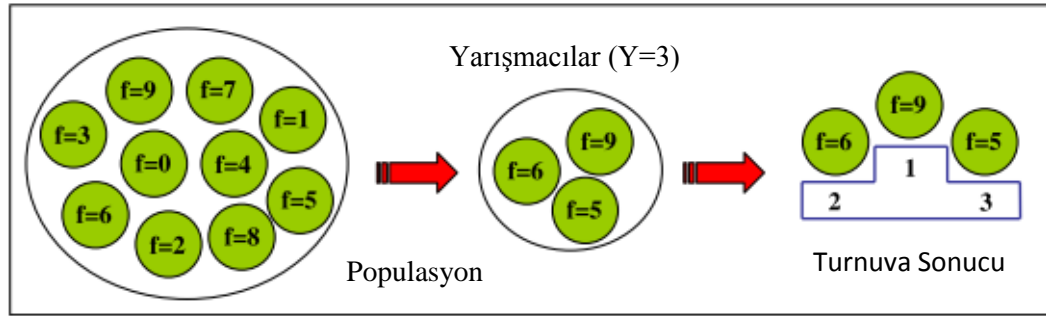 f=9
f=7
f=1
f=3
f=0
f=4
f=6
f=5
f=2
f=8
Populasyon
Yarışmacılar (Y=3)
f=9
f=6
f=5
f=9
f=6
f=5
1
2
3
Turnuva Sonucu